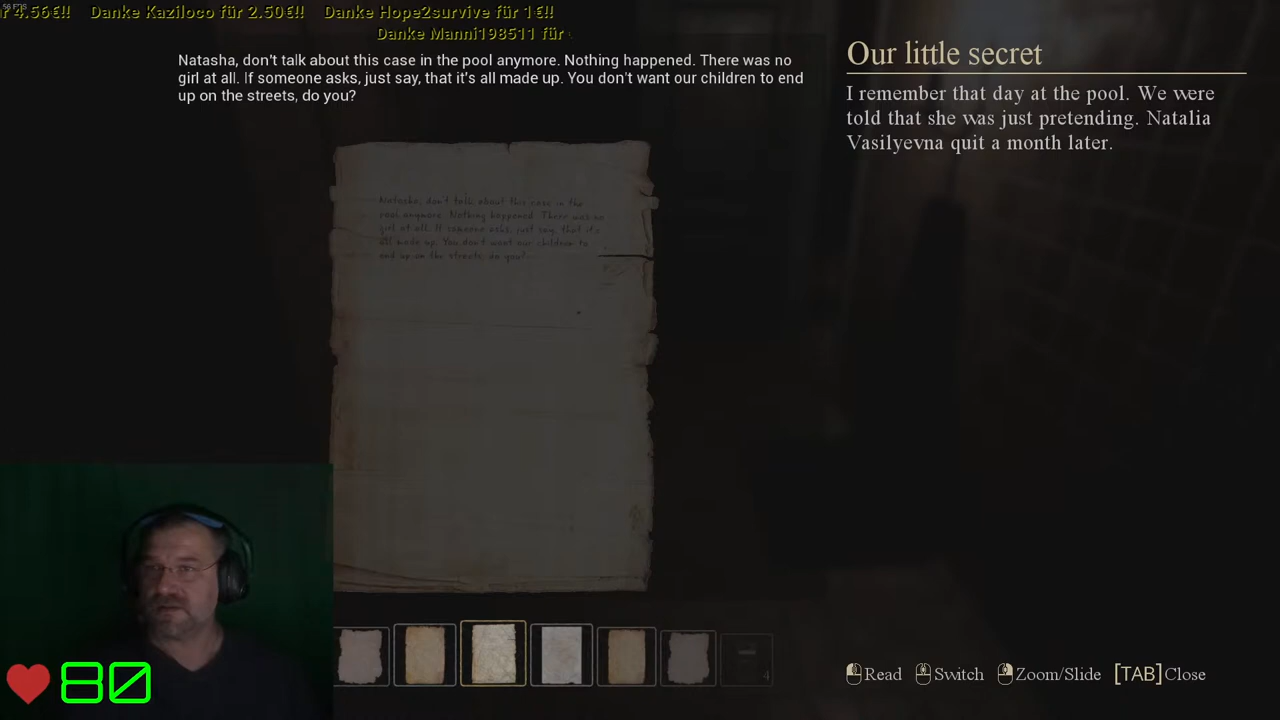 56 FPS
r 4.56€!! Danke Kaziloco für 2.50€!! Danke Hope2survive für 1€!!
Danke Manni198511 für
Natasha, don't talk about this case in the pool anymore. Nothing happened. There was no
girl at all. If someone asks, just say, that it's all made up. You don't want our children to end
up on the streets, do you?
Our little secret
I remember that day at the pool. We were
told that she was just pretending. Natalia
Vasilyevna quit a month later.
Natasha, don't talk about this case in the
pool anymore. Nothing happened. There was no
girl at all. If someone asks, just say, that it's
all made up. You don't want our children to
end up on the streets, do you?
4
Read Switch Zoom/Slide [TAB] Close
80